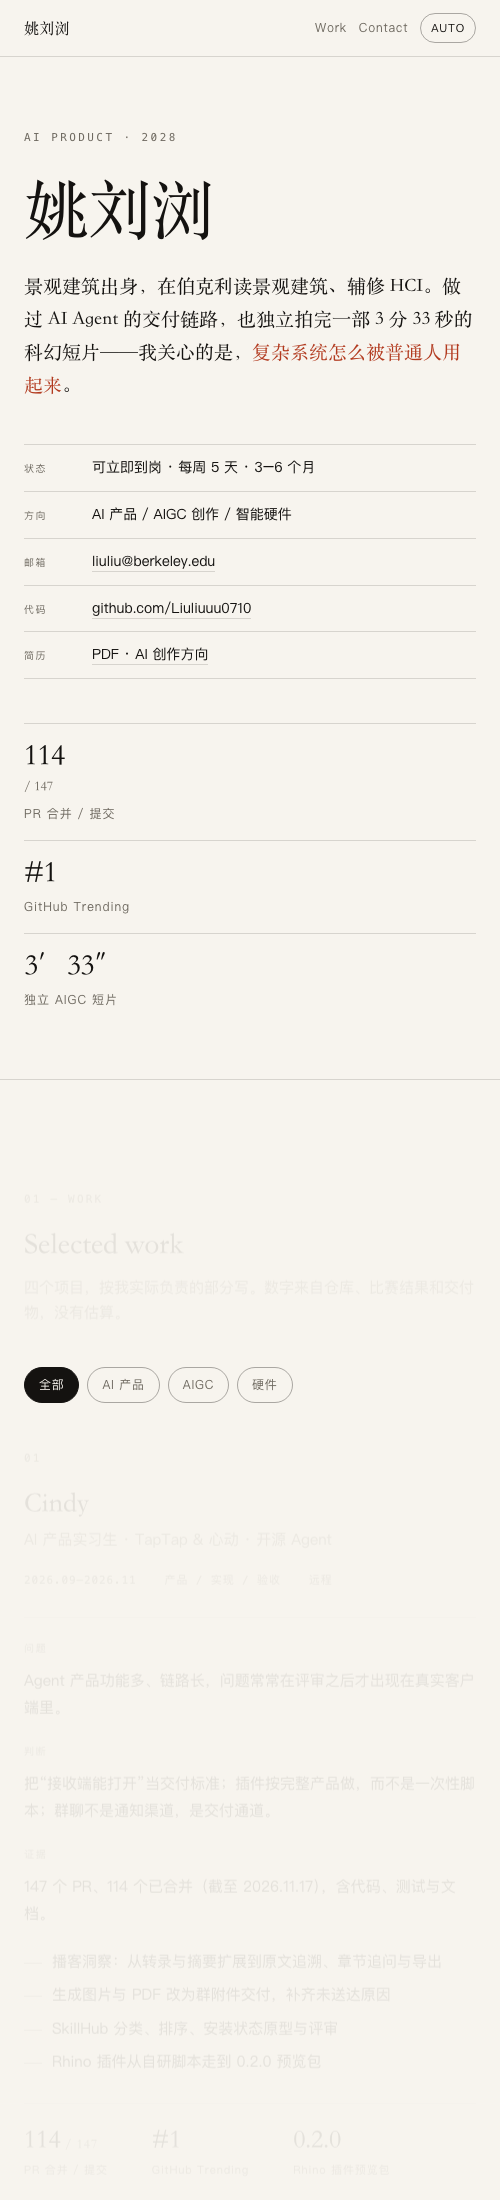 姚刘浏
Work Contact AUTO
AI PRODUCT · 2028
姚刘浏
景观建筑出身，在伯克利读景观建筑、辅修 HCI。做
过 AI Agent 的交付链路，也独立拍完一部 3 分 33 秒的
科幻短片——我关心的是，复杂系统怎么被普通人用
起来。
状态 可立即到岗 · 每周 5 天 · 3–6 个月
方向 AI 产品 / AIGC 创作 / 智能硬件
邮箱 liuliu@berkeley.edu
代码 github.com/Liuliuuu0710
简历 PDF · AI 创作方向
114
/ 147
PR 合并 / 提交
#1
GitHub Trending
3′ 33″
独立 AIGC 短片
01 — WORK
Selected work
四个项目，按我实际负责的部分写。数字来自仓库、比赛结果和交付
物，没有估算。
全部 AI 产品 AIGC 硬件
01
Cindy
AI 产品实习生 · TapTap & 心动 · 开源 Agent
问题
Agent 产品功能多、链路长，问题常常在评审之后才出现在真实客户
端里。
判断
把“接收端能打开”当交付标准；插件按完整产品做，而不是一次性脚
本；群聊不是通知渠道，是交付通道。
147 个 PR、114 个已合并（截至 2026.11.17），含代码、测试与文
档。
— 播客洞察：从转录与摘要扩展到原文追溯、章节追问与导出
— 生成图片与 PDF 改为群附件交付，补齐未送达原因
— SkillHub 分类、排序、安装状态原型与评审
— Rhino 插件从自研脚本走到 0.2.0 预览包
114 / 147 #1 0.2.0
PR 合并 / 提交 GitHub Trending Rhino 插件预览包